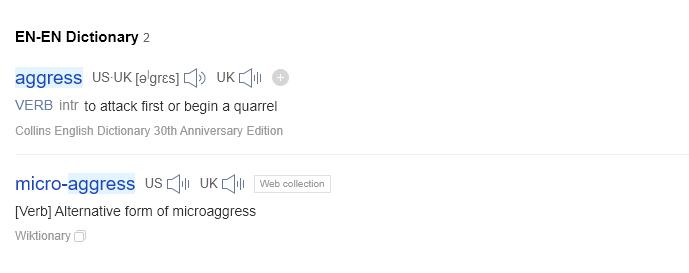 EN-EN Dictionary 2
aggress US·UK [əˈɡrɛs] UK
VERB intr to attack first or begin a quarrel
Collins English Dictionary 30th Anniversary Edition
micro-aggress US UK Web collection
[Verb] Alternative form of microaggress
Wiktionary